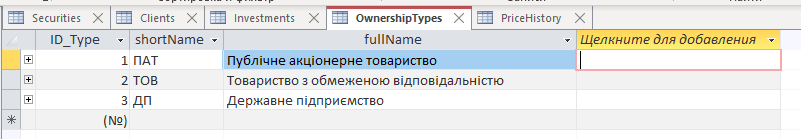 Securities Clients Investments OwnershipTypes PriceHistory
ID_Type shortName fullName Щелкните для добавления
1 ПАТ Публічне акціонерне товариство
2 ТОВ Товариство з обмеженою відповідальністю
3 ДП Державне підприємство
(№)